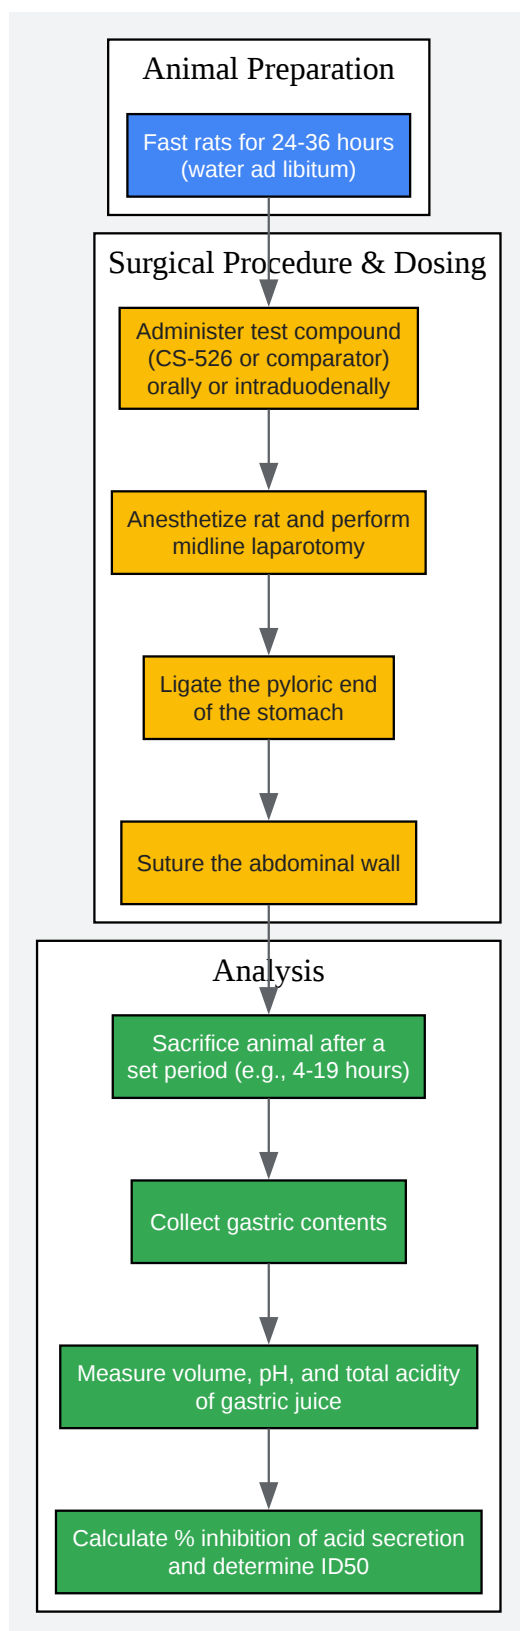 Animal Preparation
Fast rats for 24-36 hours
(water ad libitum)
Surgical Procedure & Dosing
Administer test compound
(CS-526 or comparator)
orally or intraduodenally
Anesthetize rat and perform
midline laparotomy
Ligate the pyloric end
of the stomach
Suture the abdominal wall
Analysis
Sacrifice animal after a
set period (e.g., 4-19 hours)
Collect gastric contents
Measure volume, pH, and total acidity
of gastric juice
Calculate % inhibition of acid secretion
and determine ID50